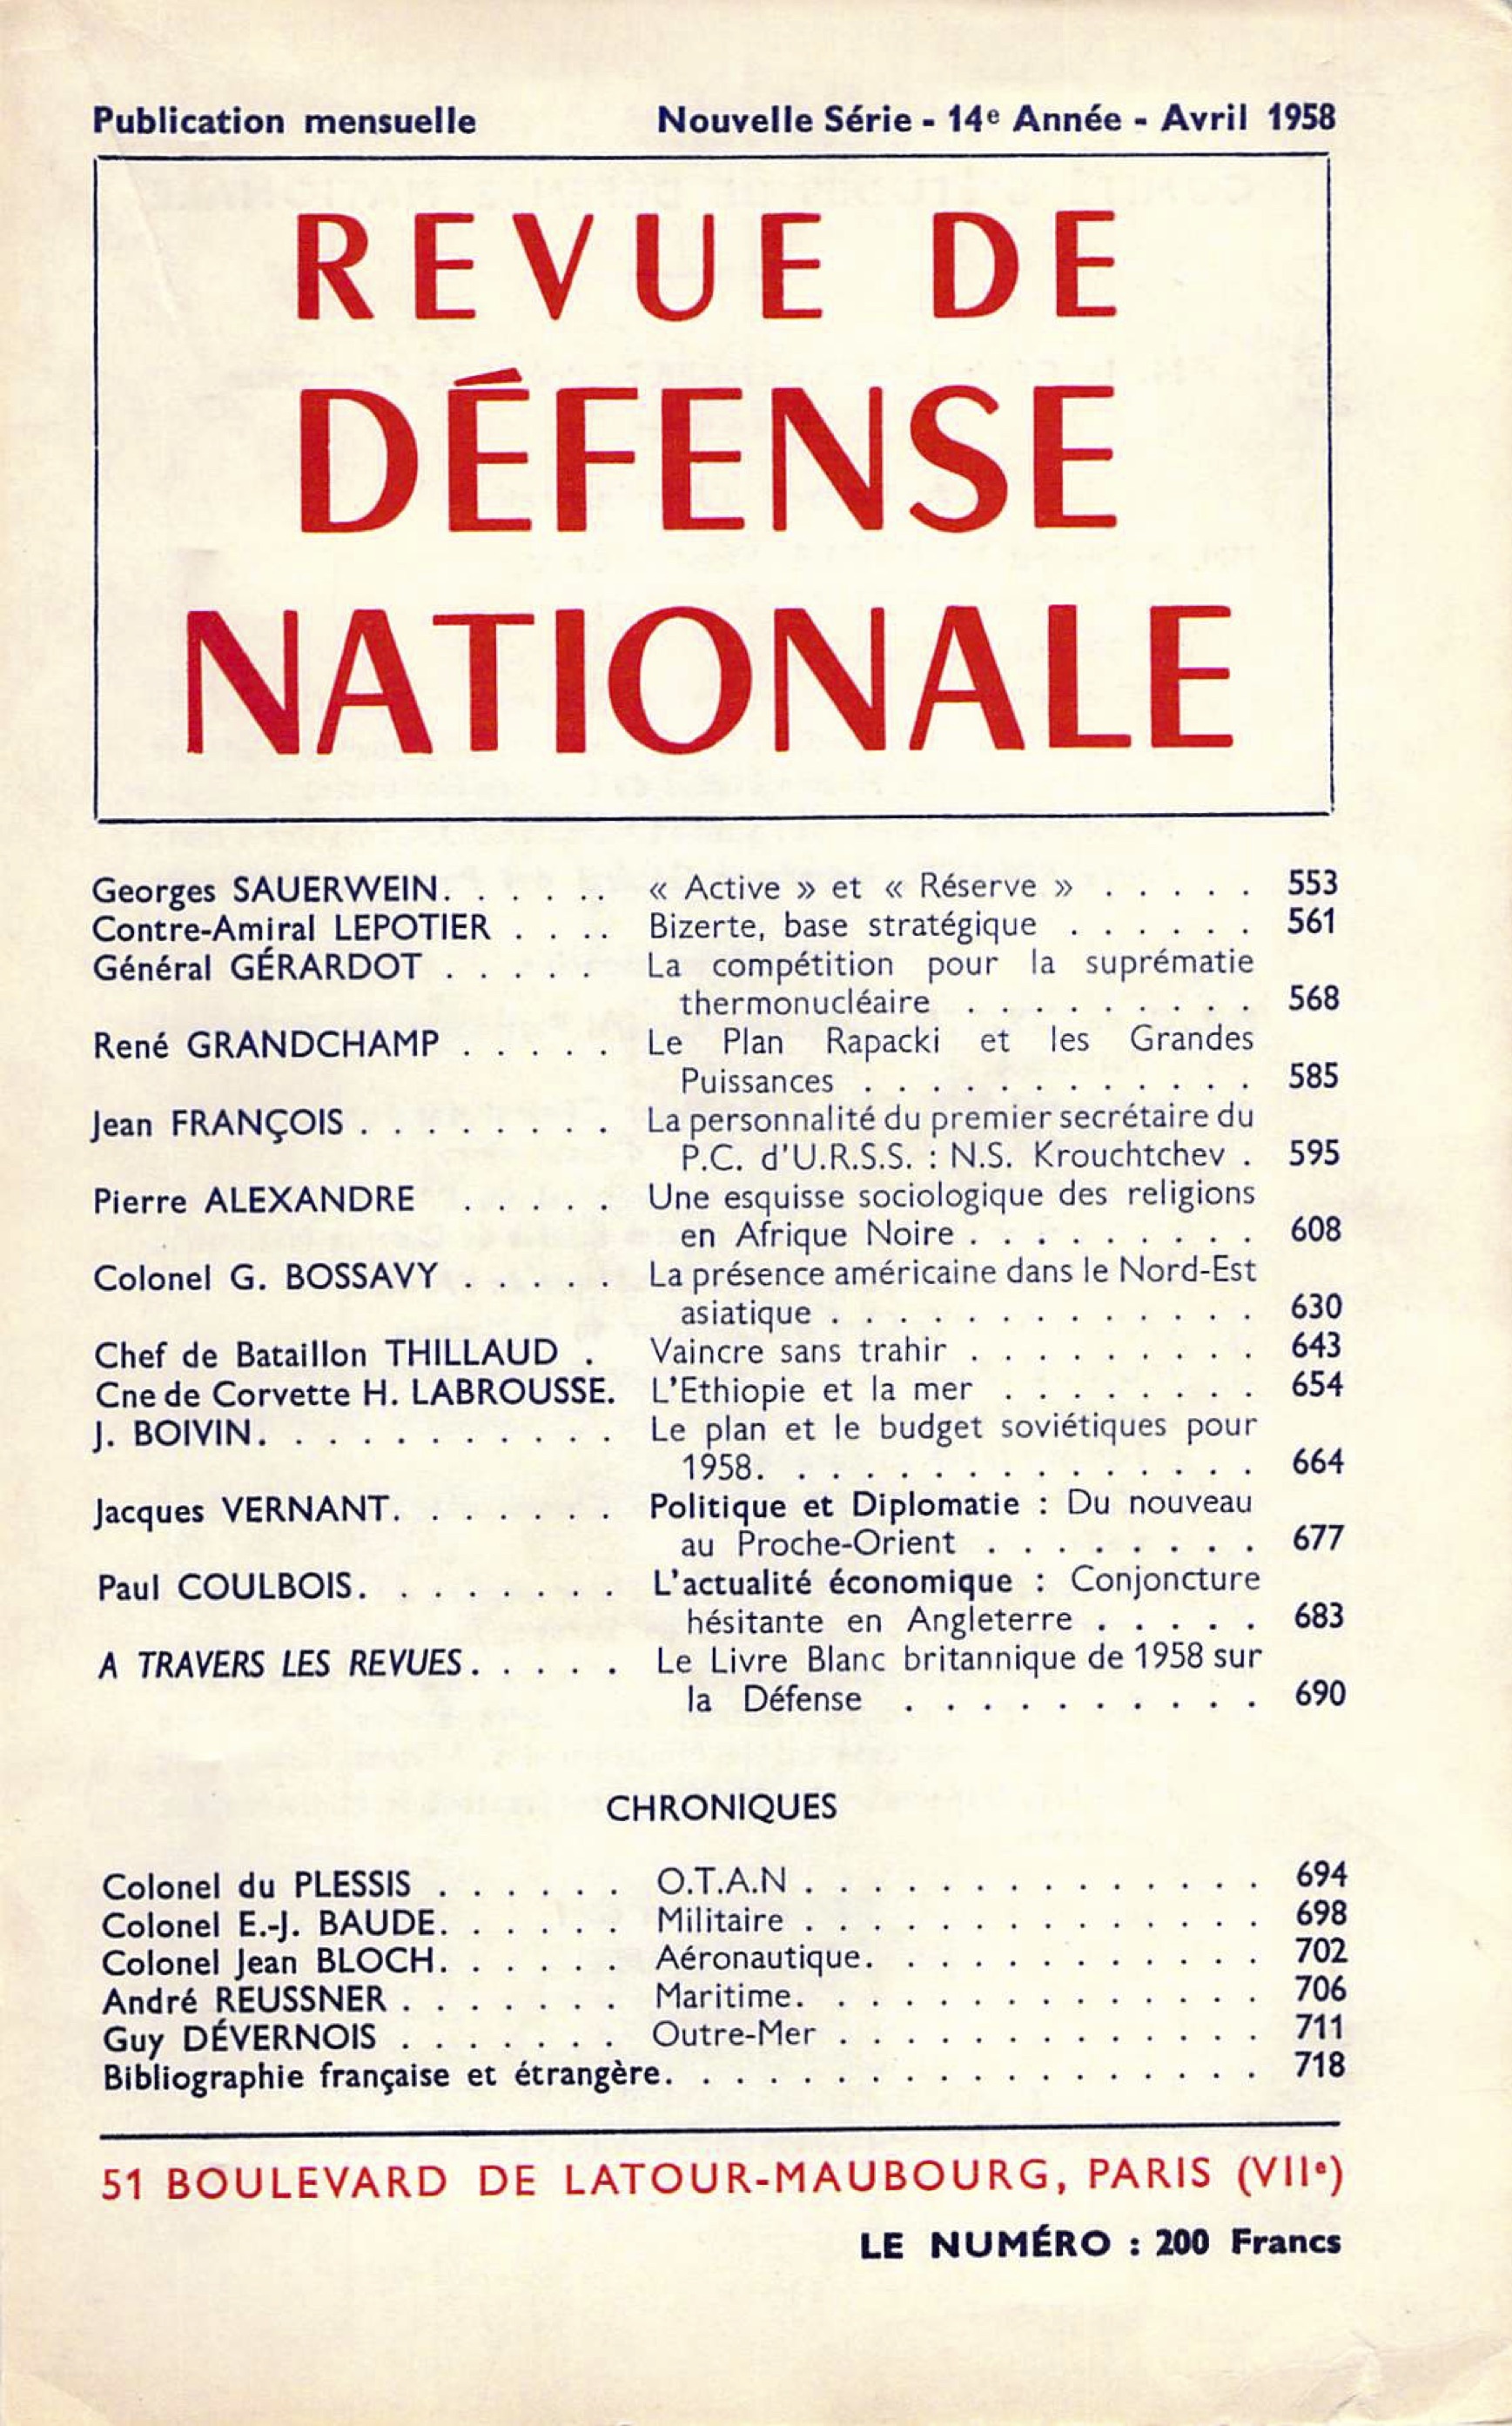 Publication mensuelle Nouvelle Série - 14e Année - Avril 1958
REVUE DE
DÉFENSE
NATIONALE
Georges SAUERWEIN. . . . . . « Active » et « Réserve » . . . . . 553
Contre-Amiral LEPOTIER . . . . Bizerte, base stratégique . . . . . . 561
Général GÉRARDOT . . . . . La compétition pour la suprématie
thermonucléaire . . . . . . . . . 568
René GRANDCHAMP . . . . . Le Plan Rapacki et les Grandes
Puissances . . . . . . . . . . . . 585
Jean FRANÇOIS . . . . . . . . La personnalité du premier secrétaire du
P.C. d'U.R.S.S. : N.S. Krouchtchev . 595
Pierre ALEXANDRE . . . . . Une esquisse sociologique des religions
en Afrique Noire . . . . . . . . . 608
Colonel G. BOSSAVY . . . . . La présence américaine dans le Nord-Est
asiatique . . . . . . . . . . . . . 630
Chef de Bataillon THILLAUD . Vaincre sans trahir . . . . . . . . . 643
Cne de Corvette H. LABROUSSE. L'Ethiopie et la mer . . . . . . . . 654
J. BOIVIN. . . . . . . . . . . Le plan et le budget soviétiques pour
1958. . . . . . . . . . . . . . . 664
Jacques VERNANT. . . . . . . Politique et Diplomatie : Du nouveau
au Proche-Orient . . . . . . . . 677
Paul COULBOIS. . . . . . . . L'actualité économique : Conjoncture
hésitante en Angleterre . . . . . 683
A TRAVERS LES REVUES. . . . . Le Livre Blanc britannique de 1958 sur
la Défense . . . . . . . . . . 690
CHRONIQUES
Colonel du PLESSIS . . . . . . O.T.A.N . . . . . . . . . . . . . . 694
Colonel E.-J. BAUDE. . . . . . Militaire . . . . . . . . . . . . . . 698
Colonel Jean BLOCH. . . . . . Aéronautique. . . . . . . . . . . . 702
André REUSSNER . . . . . . . Maritime. . . . . . . . . . . . . . 706
Guy DÉVERNOIS . . . . . . . Outre-Mer . . . . . . . . . . . . . 711
Bibliographie française et étrangère. . . . . . . . . . . . . . . . . . 718
51 BOULEVARD DE LATOUR-MAUBOURG, PARIS (VIIe)
LE NUMÉRO : 200 Francs